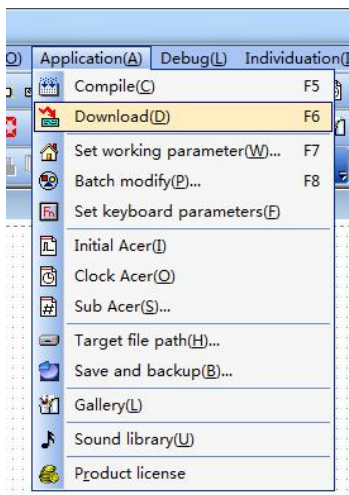 O) Application(A) Debug(L) Individuation(I
Compile(C) F5
Download(D) F6
Set working parameter(W)... F7
Batch modify(P)... F8
Set keyboard parameters(F)
Initial Acer(I)
Clock Acer(O)
Sub Acer(S)...
Target file path(H)...
Save and backup(B)...
Gallery(L)
Sound library(U)
Product license